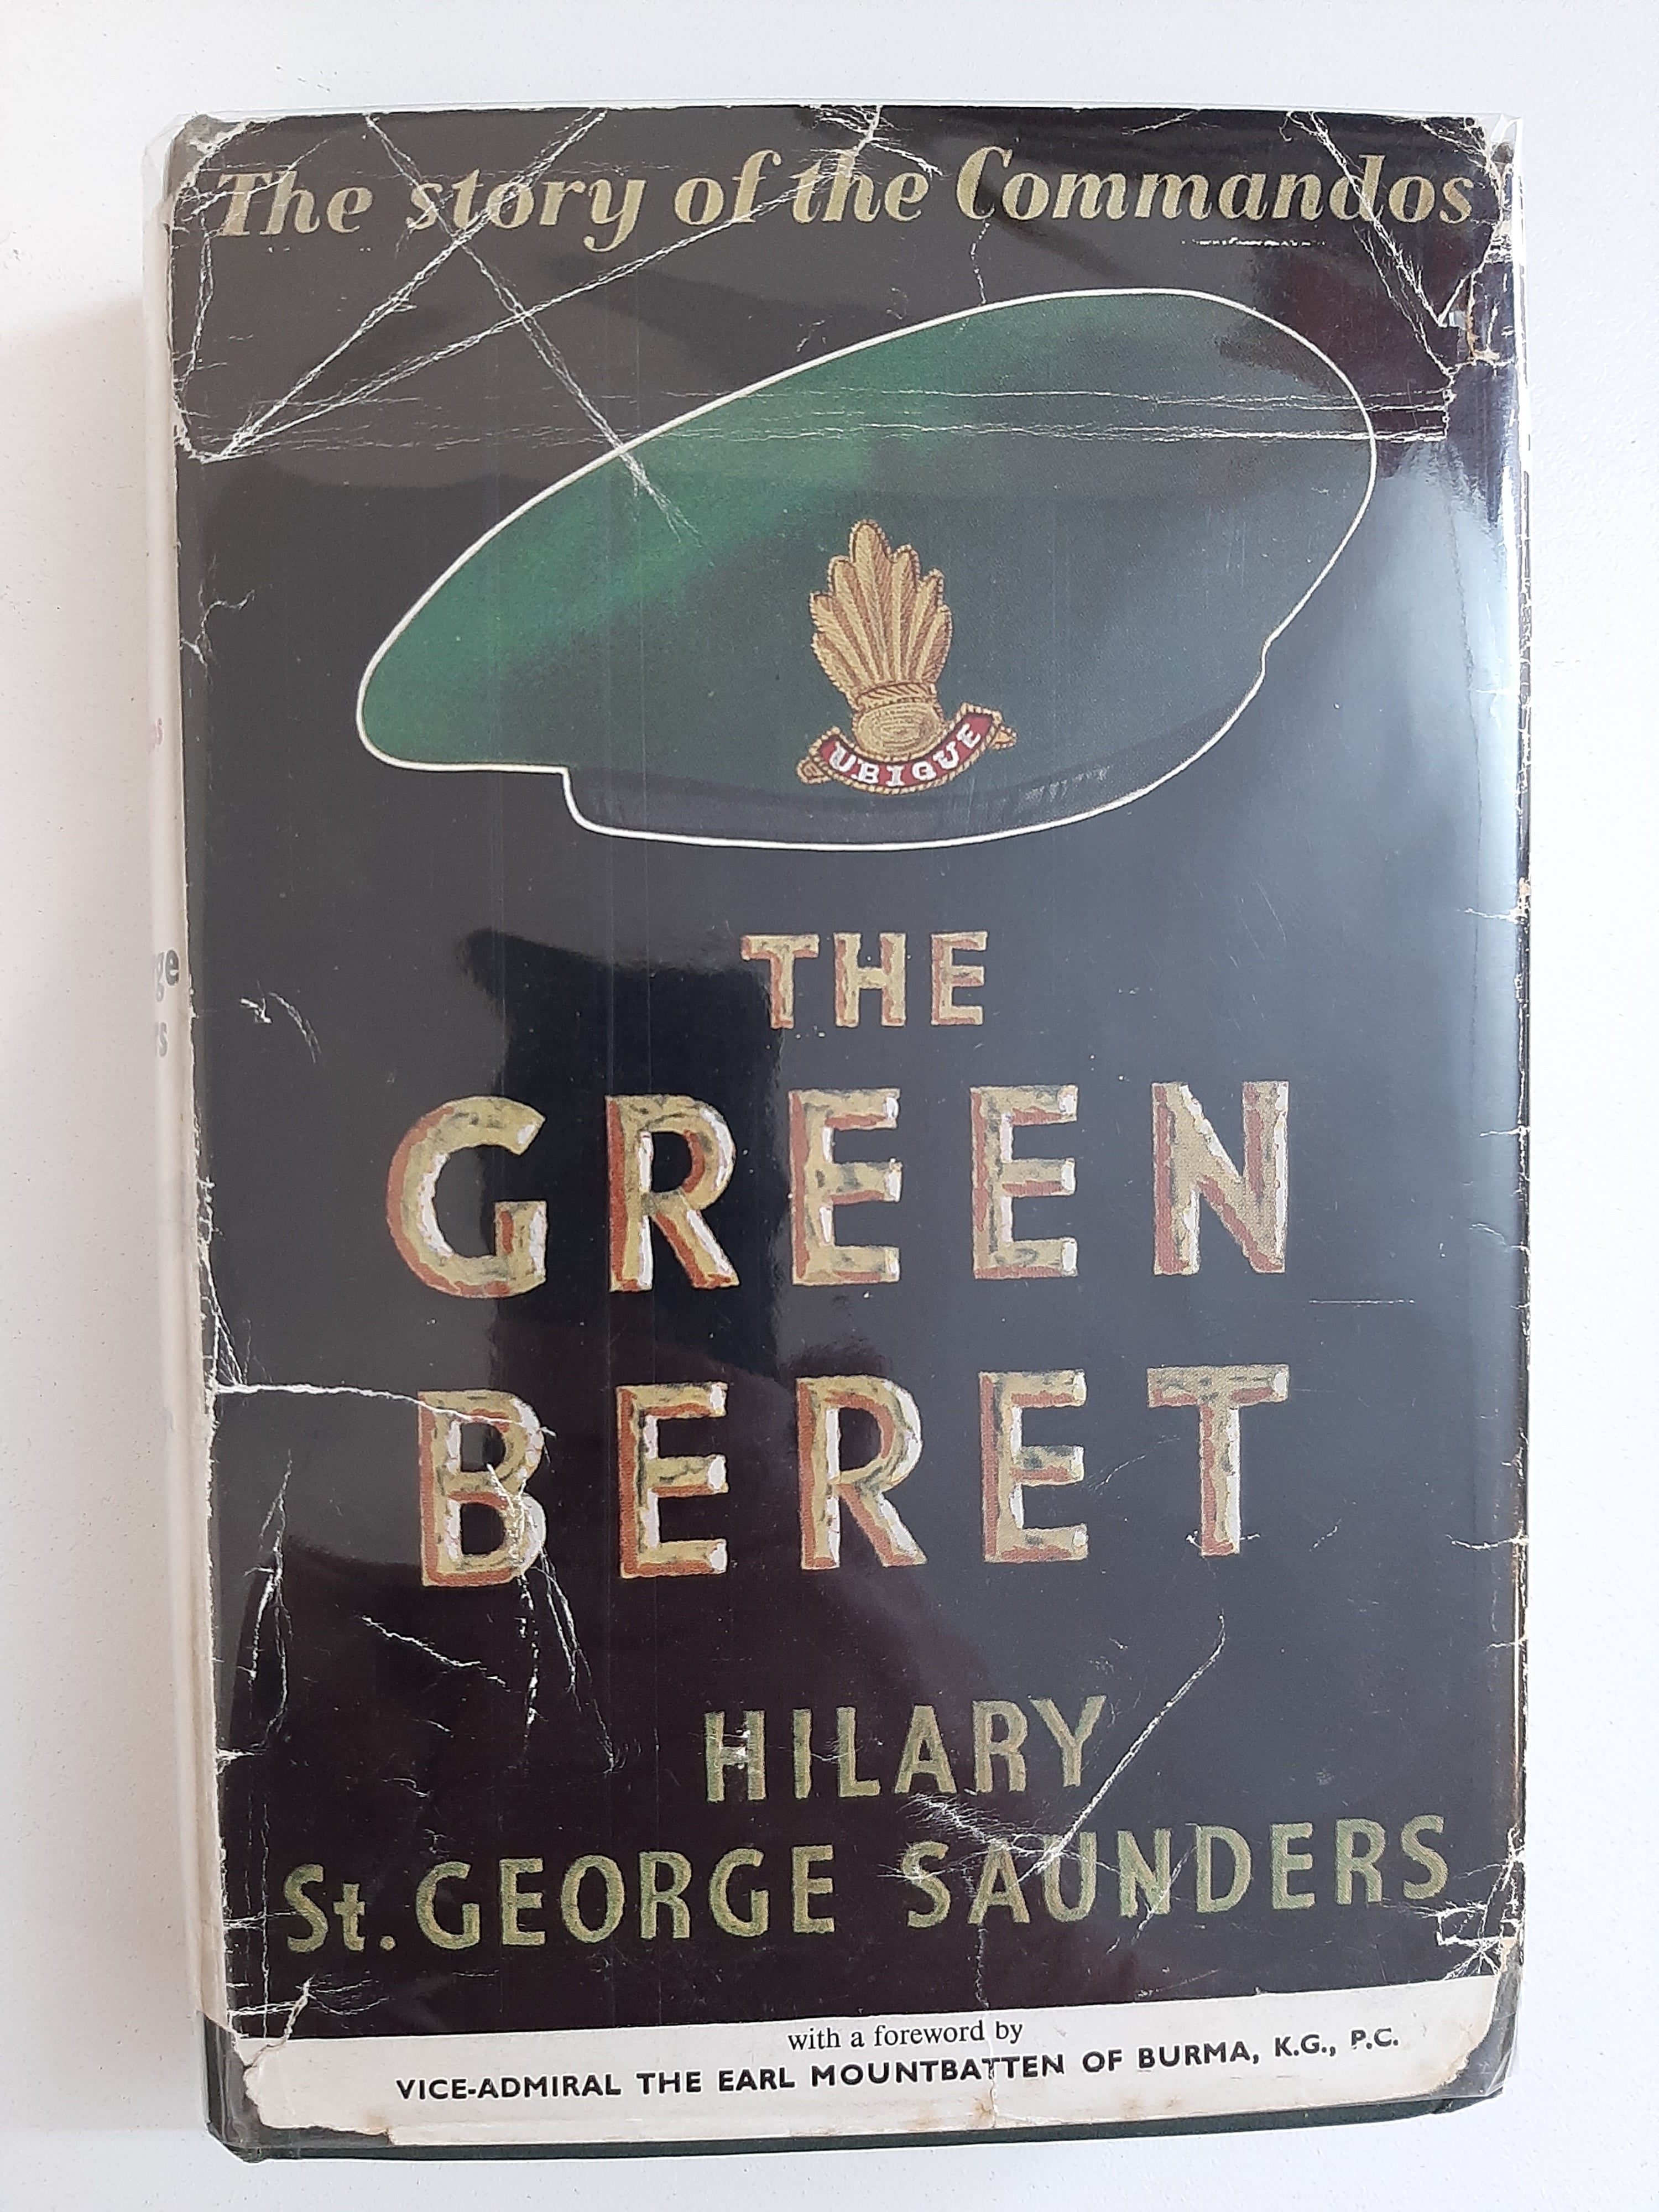 The story of the Commandos
UBIQUE
THE
GREEN
BERET
HILARY
St. GEORGE SAUNDERS
with a foreword by
VICE-ADMIRAL THE EARL MOUNTBATTEN OF BURMA, K.G., P.C.